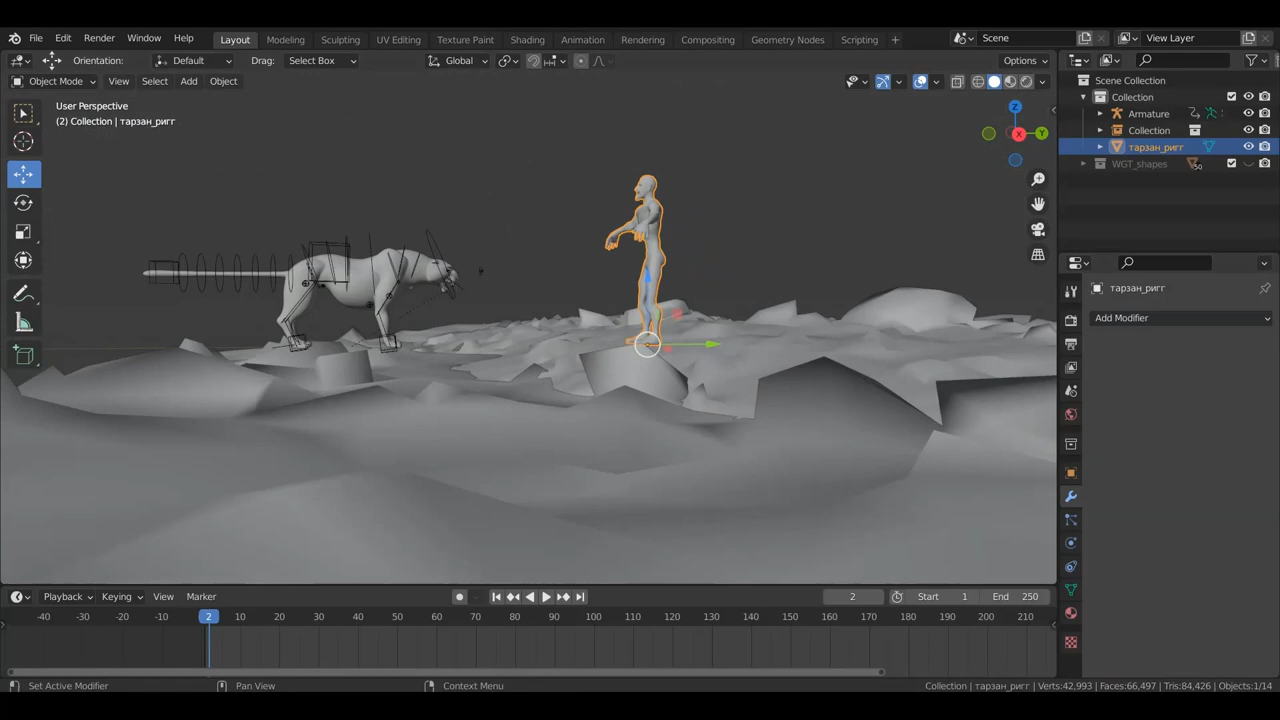 File Edit Render Window Help Layout Modeling Sculpting UV Editing Texture Paint Shading Animation Rendering Compositing Geometry Nodes Scripting + Scene View Layer
Orientation: Default Drag: Select Box Global Options
Object Mode View Select Add Object
User Perspective
(2) Collection | тарзан_ригг
Z
X
Y
Scene Collection
Collection
Armature
Collection
тарзан_ригг
WGT_shapes 50
тарзан_ригг
Add Modifier
Playback Keying View Marker 2 Start 1 End 250
-40 -30 -20 -10 2 10 20 30 40 50 60 70 80 90 100 110 120 130 140 150 160 170 180 190 200 210
Set Active Modifier Pan View Context Menu Collection | тарзан_ригг | Verts:42,993 | Faces:66,497 | Tris:84,426 | Objects:1/14